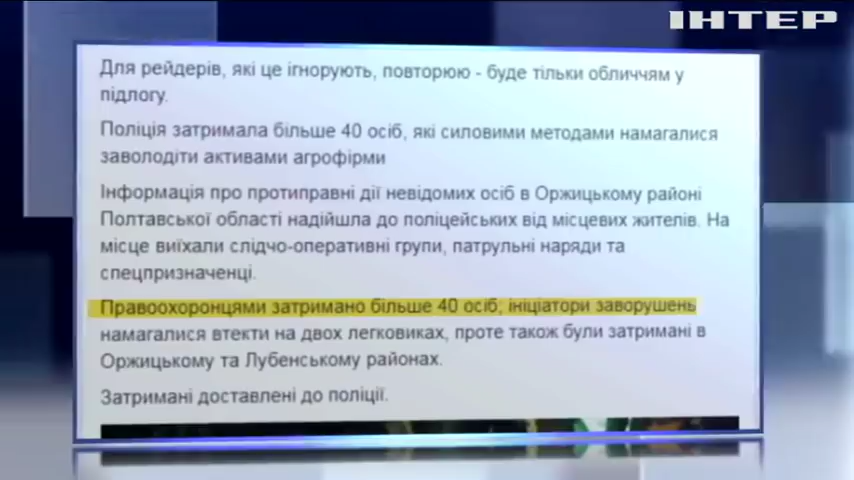 ІНТЕР
Для рейдерів, які це ігнорують, повторюю - буде тільки обличчям у
підлогу.
Поліція затримала більше 40 осіб, які силовими методами намагалися
заволодіти активами агрофірми
Інформація про протиправні дії невідомих осіб в Оржицькому районі
Полтавської області надійшла до поліцейських від місцевих жителів. На
місце виїхали слідчо-оперативні групи, патрульні наряди та
спецпризначенці.
Правоохоронцями затримано більше 40 осіб, ініціатори заворушень
намагалися втекти на двох легковиках, проте також були затримані в
Оржицькому та Лубенському районах.
Затримані доставлені до поліції.